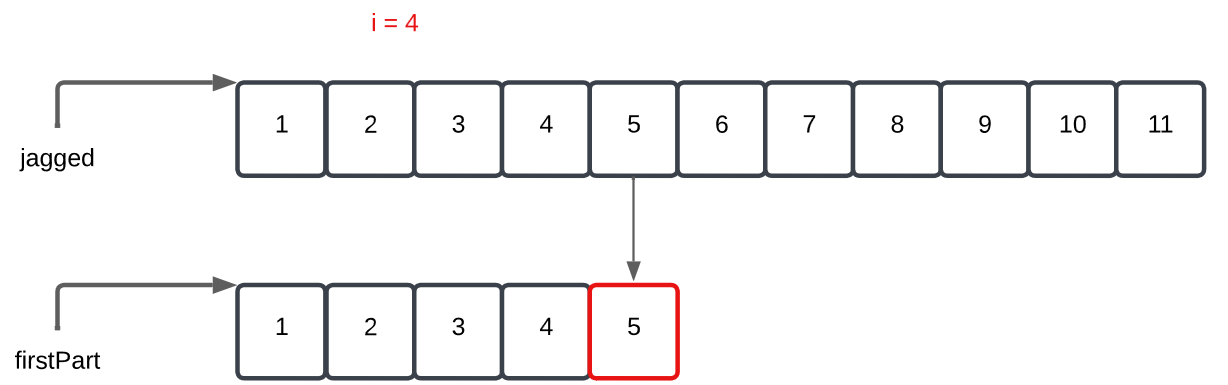 i = 4
1 2 3 4 5 6 7 8 9 10 11
jagged
1 2 3 4 5
firstPart